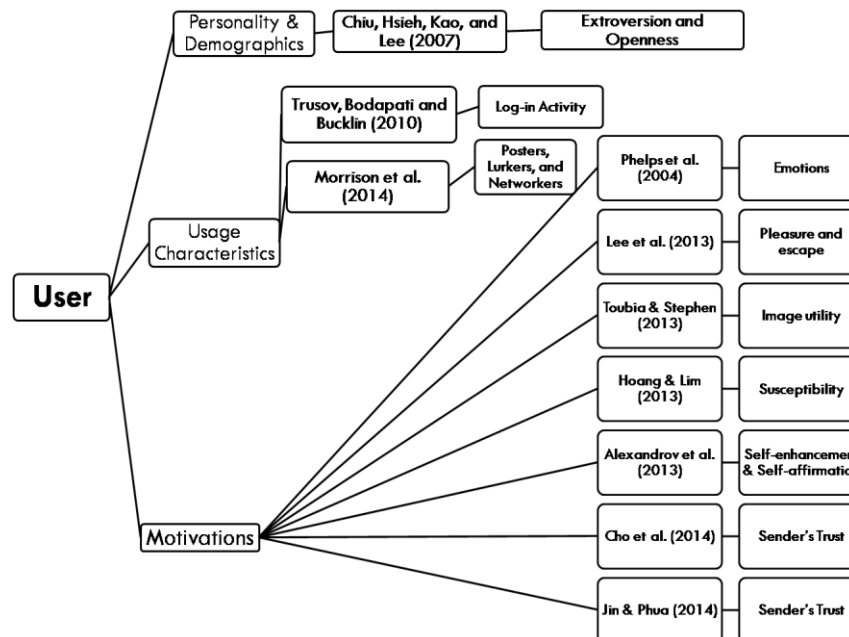 Personality &
Demographics
Chiu, Hsieh, Kao, and
Lee (2007)
Extroversion and
Openness
Trusov, Bodapati and
Bucklin (2010)
Log-in Activity
Morrison et al.
(2014)
Posters,
Lurkers, and
Networkers
Usage
Characteristics
User
Phelps et al.
(2004)
Emotions
Lee et al. (2013)
Pleasure and
escape
Toubia & Stephen
(2013)
Image utility
Hoang & Lim
(2013)
Susceptibility
Alexandrov et al.
(2013)
Self-enhancemen
& Self-affirmatio
Motivations
Cho et al. (2014)
Sender's Trust
Jin & Phua (2014)
Sender's Trust